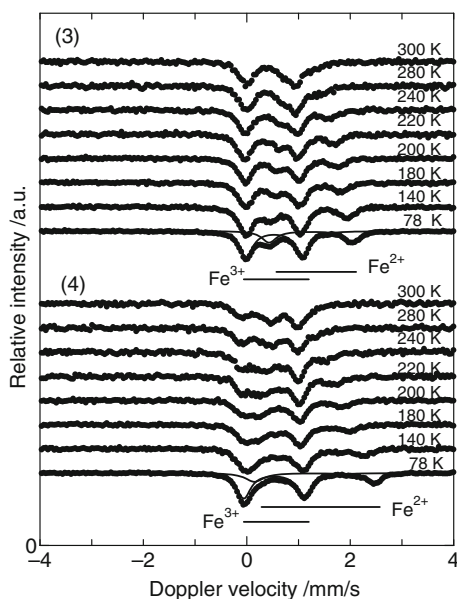 (3)
300 K
280 K
240 K
220 K
200 K
180 K
140 K
78 K
Fe3+
Fe2+
(4)
300 K
280 K
240 K
220 K
200 K
180 K
140 K
78 K
Fe3+
Fe2+
Relative intensity /a.u.
0
−4 −2 0 2 4
Doppler velocity /mm/s